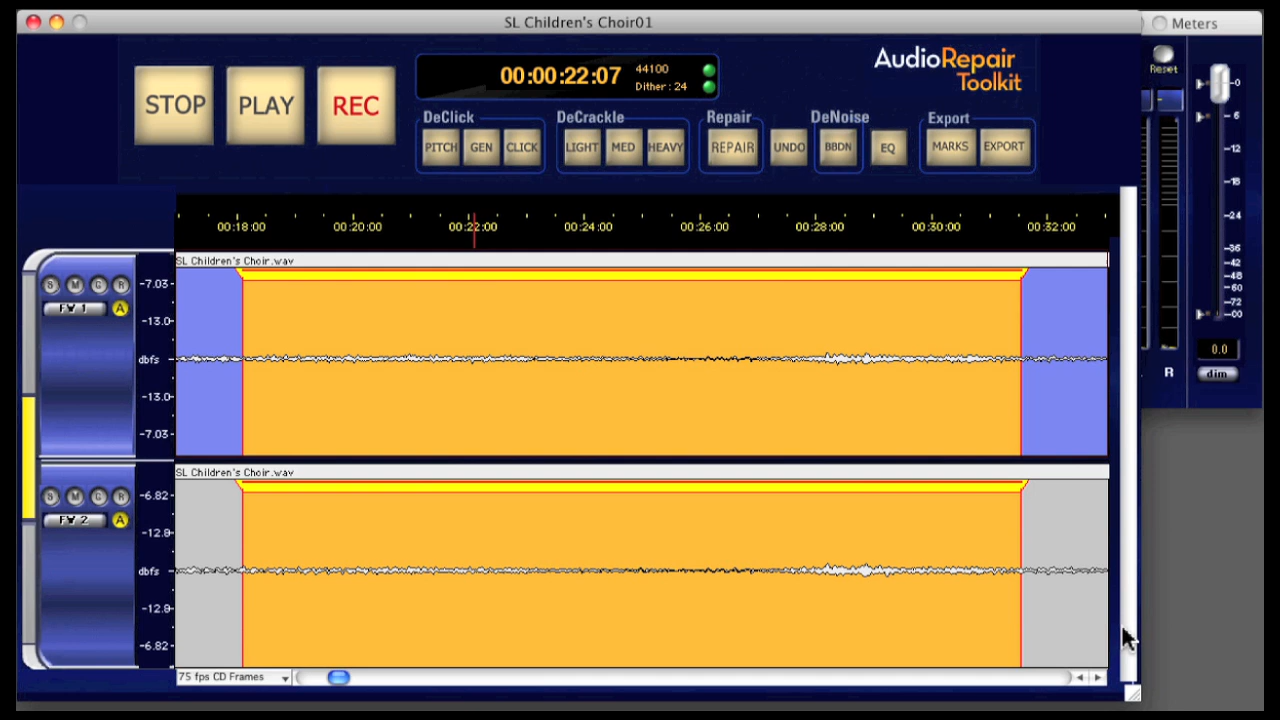 SL Children's Choir01
Meters
STOP PLAY REC
00:00:22:07
44100
Dither : 24
AudioRepair
Toolkit
Reset
DeClick DeCrackle Repair DeNoise Export
PITCH GEN CLICK LIGHT MED HEAVY REPAIR UNDO BBDN EQ MARKS EXPORT
00:18:00 00:20:00 00:22:00 00:24:00 00:26:00 00:28:00 00:30:00 00:32:00
SL Children's Choir.wav
S M C R
FW 1 A
-7.03
-13.0
dbfs
-13.0
-7.03
SL Children's Choir.wav
S M C R
FW 2 A
-6.82
-12.8
dbfs
-12.8
-6.82
75 fps CD Frames
-0
-6
-12
-18
-24
-36
-42
-48
-60
-72
-00
0.0
R
dim